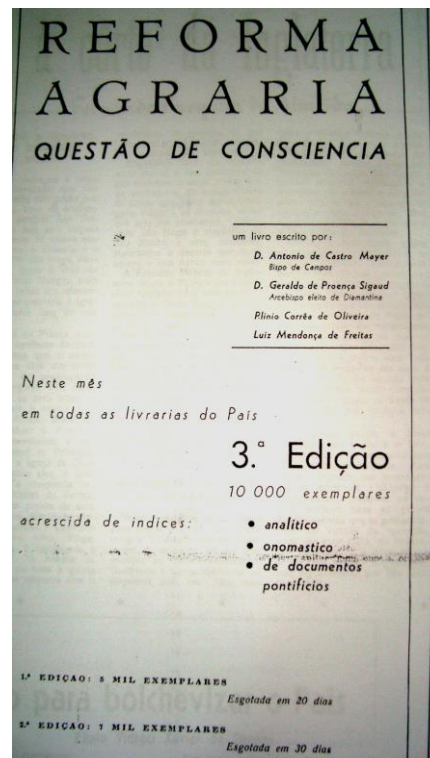 REFORMA
AGRARIA
QUESTÃO DE CONSCIENCIA
um livro escrito por:
D. Antonio de Castro Mayer
Bispo de Campos
D. Geraldo de Proença Sigaud
Arcebispo eleito de Diamantina
Plinio Corrêa de Oliveira
Luiz Mendonça de Freitas
Neste mês
em todas as livrarias do País
3.ª Edição
10 000 exemplares
acrescida de indices:
• analitico
• onomastico
• de documentos
pontificios
1.ª EDIÇAO: 5 MIL EXEMPLARES
Esgotada em 20 dias
2.ª EDIÇAO: 7 MIL EXEMPLARES
Esgotada em 30 dias